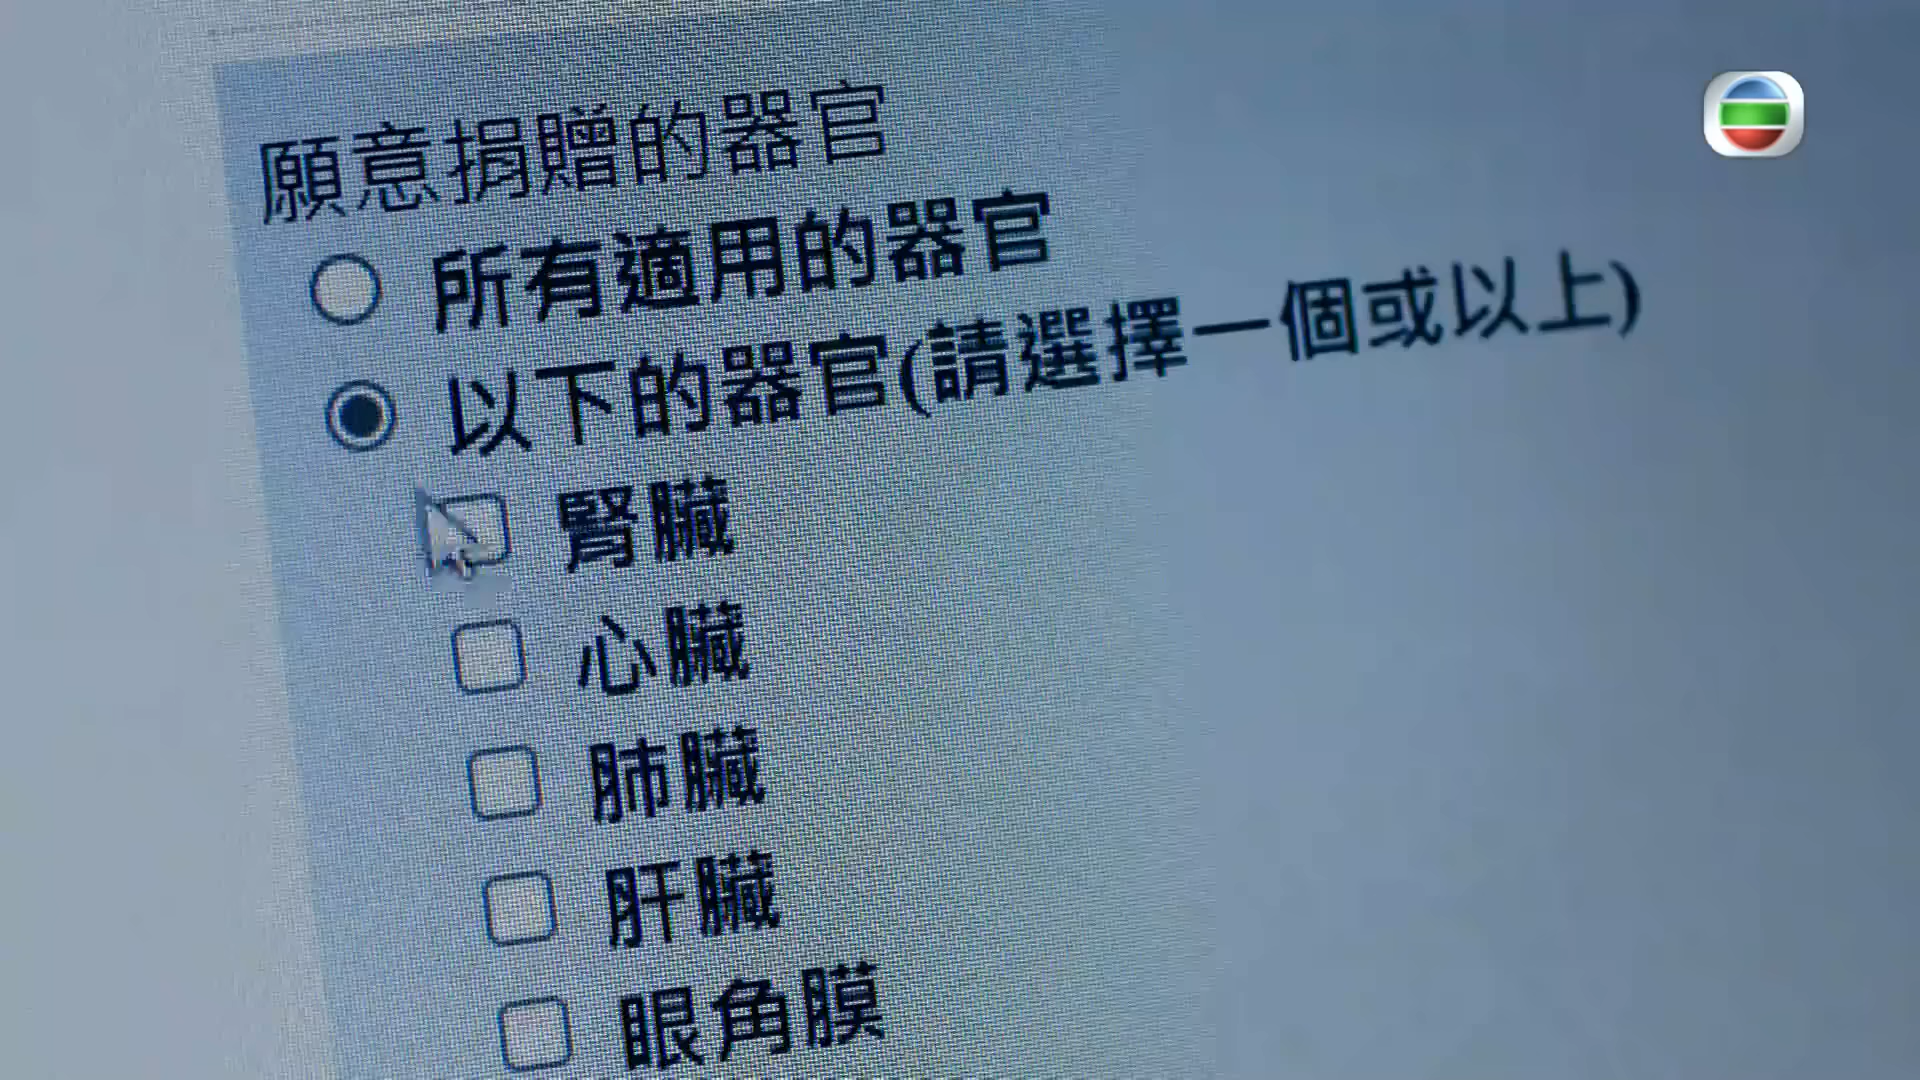 願意捐贈的器官
所有適用的器官
以下的器官(請選擇一個或以上)
腎臟
心臟
肺臟
肝臟
眼角膜